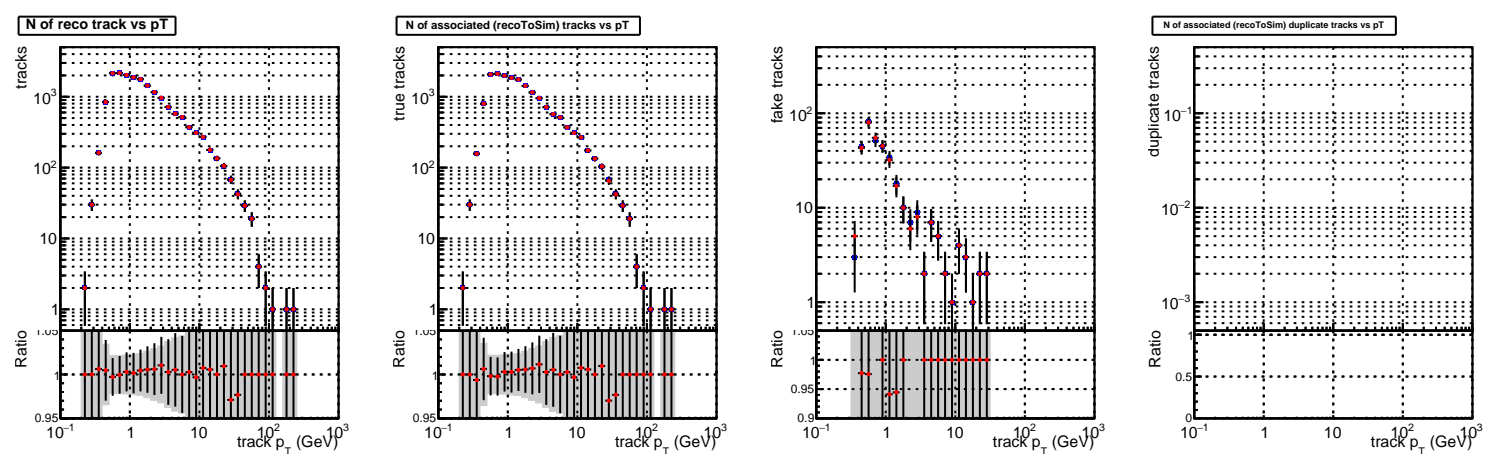 N of reco track vs pT
tracks
10³
10²
10
1
Ratio
1.05
1
0.95
10⁻¹ 1 10 10² 10³
track p_T (GeV)
N of associated (recoToSim) tracks vs pT
true tracks
10³
10²
10
1
Ratio
1.05
1
0.95
10⁻¹ 1 10 10² 10³
track p_T (GeV)
fake tracks
10²
10
1
Ratio
1.05
1
0.95
0.9
10⁻¹ 1 10 10² 10³
track p_T (GeV)
N of associated (recoToSim) duplicate tracks vs pT
duplicate tracks
10⁻¹
10⁻²
10⁻³
Ratio
1
0.5
0
10⁻¹ 1 10 10² 10³
track p_T (GeV)